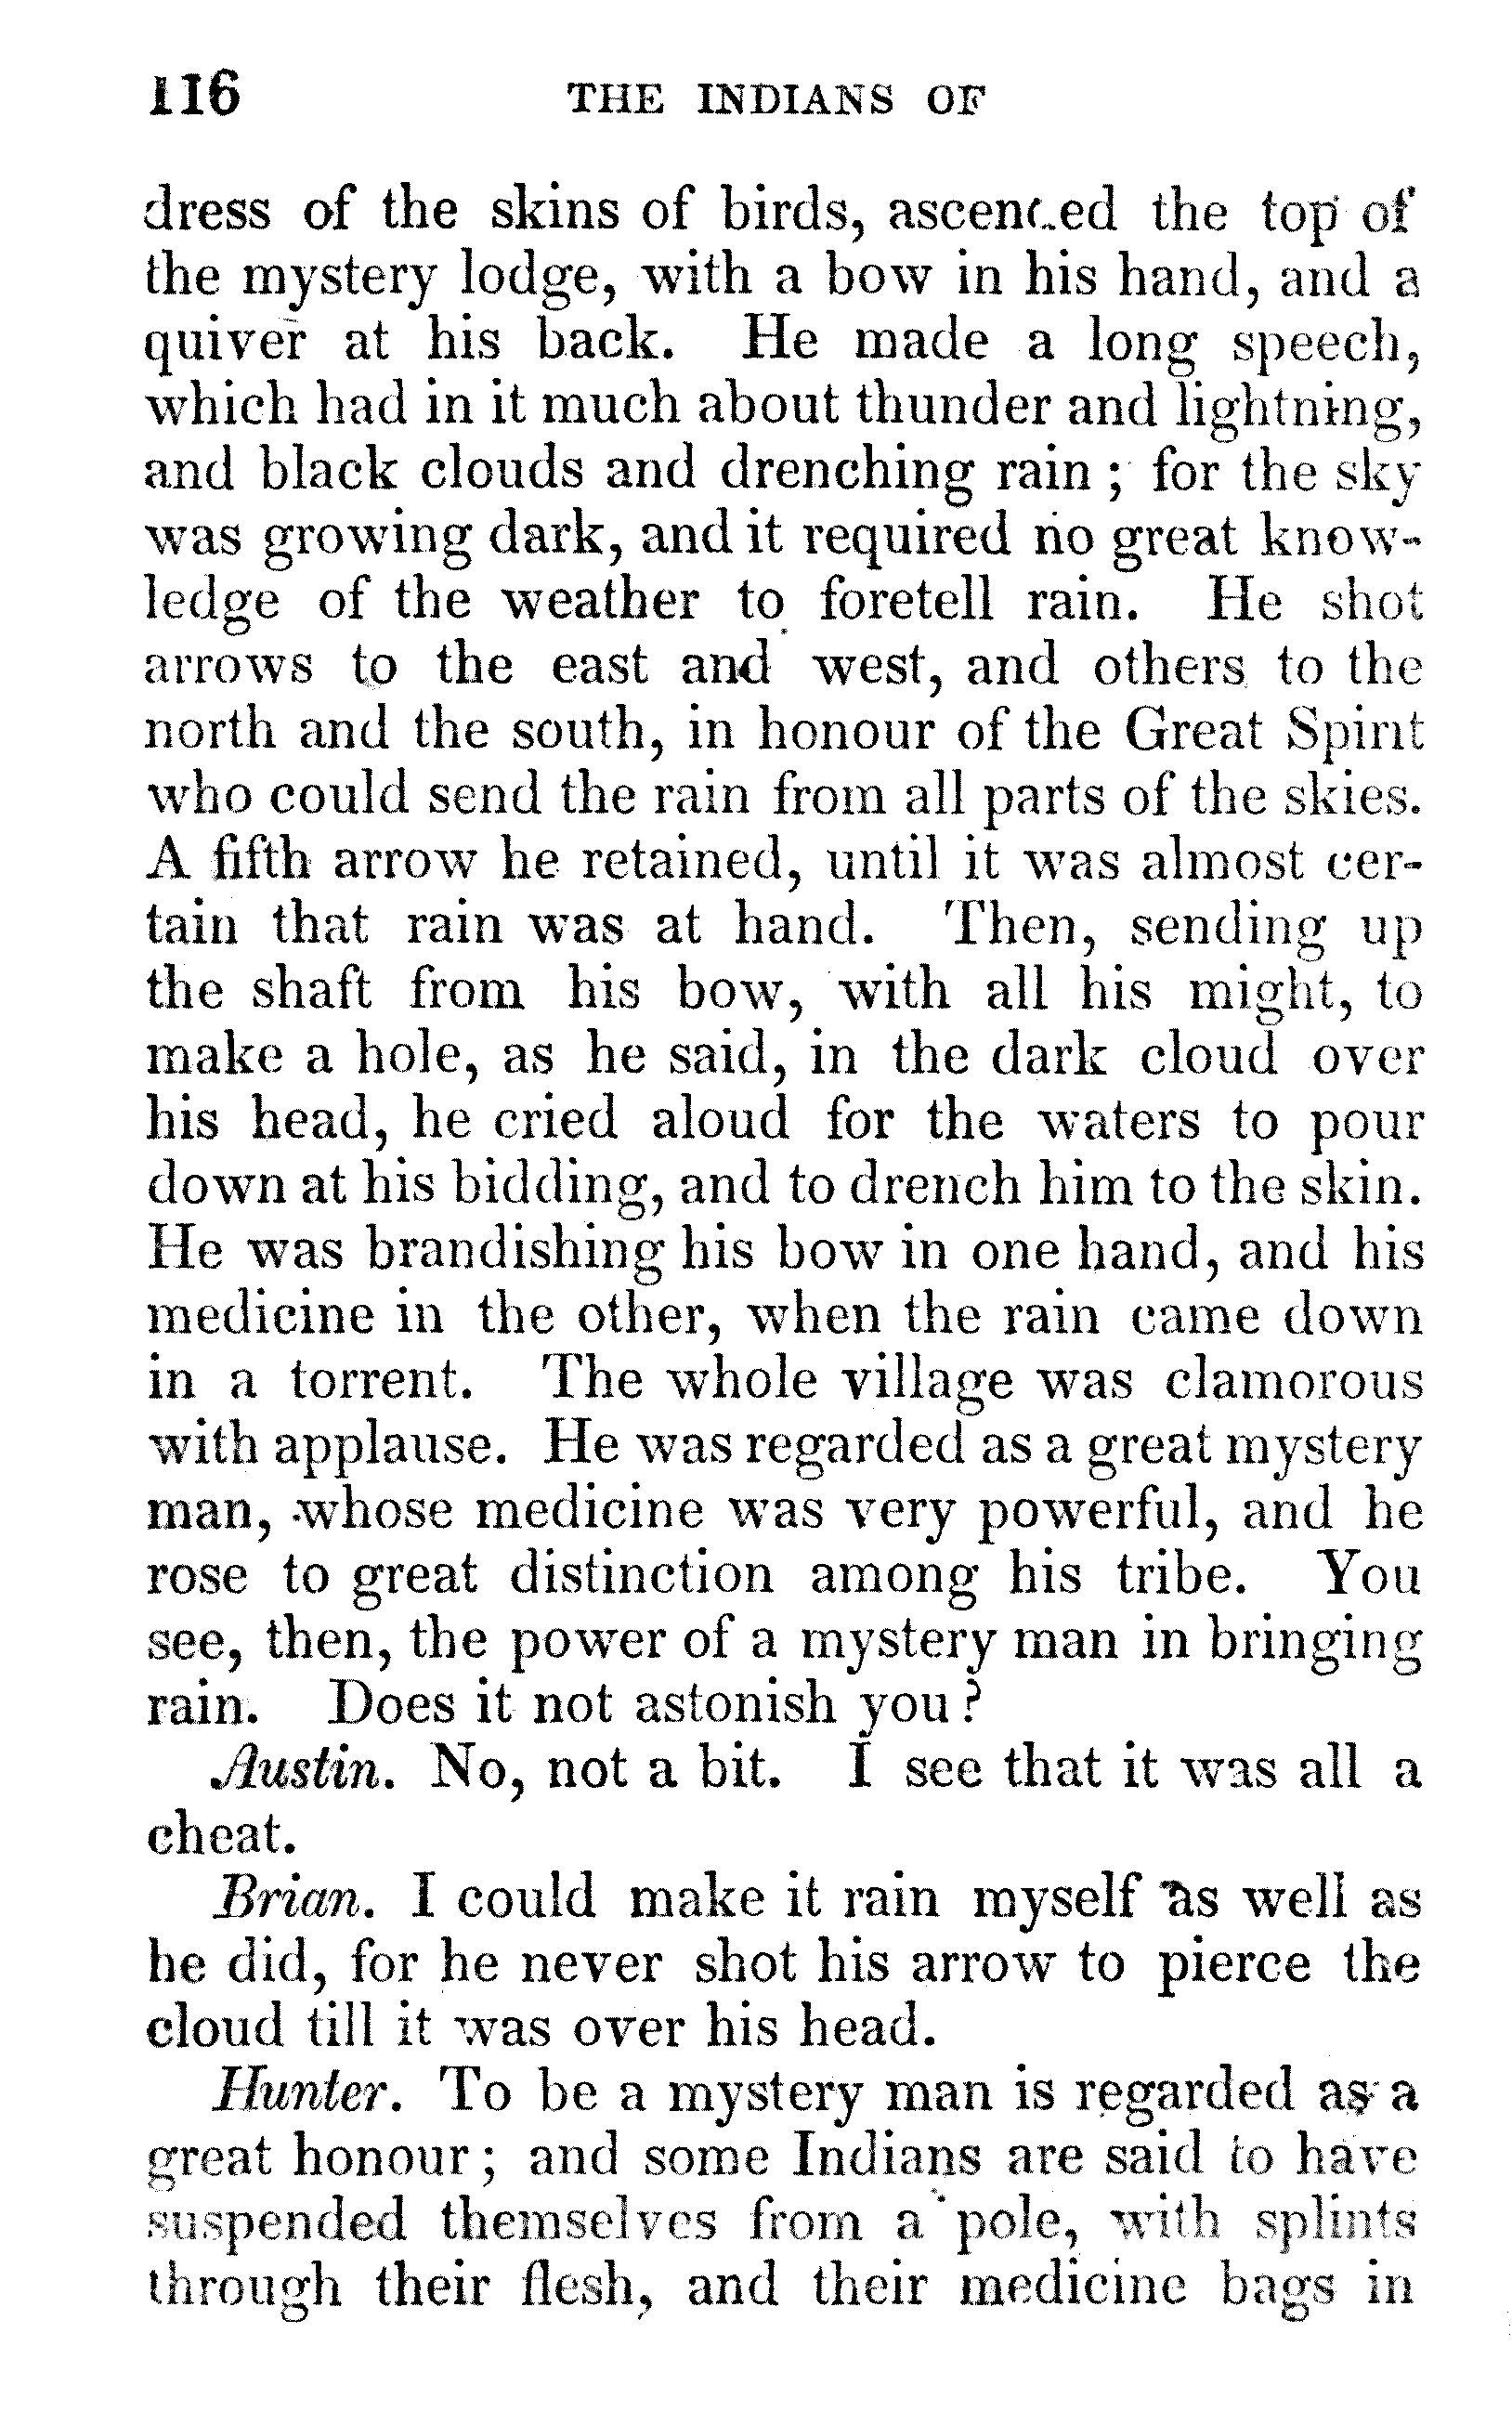 116 THE INDIANS OF
dress of the skins of birds, ascended the top of
the mystery lodge, with a bow in his hand, and a
quiver at his back. He made a long speech,
which had in it much about thunder and lightning,
and black clouds and drenching rain; for the sky
was growing dark, and it required no great know-
ledge of the weather to foretell rain. He shot
arrows to the east and west, and others to the
north and the south, in honour of the Great Spirit
who could send the rain from all parts of the skies.
A fifth arrow he retained, until it was almost cer-
tain that rain was at hand. Then, sending up
the shaft from his bow, with all his might, to
make a hole, as he said, in the dark cloud over
his head, he cried aloud for the waters to pour
down at his bidding, and to drench him to the skin.
He was brandishing his bow in one hand, and his
medicine in the other, when the rain came down
in a torrent. The whole village was clamorous
with applause. He was regarded as a great mystery
man, whose medicine was very powerful, and he
rose to great distinction among his tribe. You
see, then, the power of a mystery man in bringing
rain. Does it not astonish you?
Austin. No, not a bit. I see that it was all a
cheat.
Brian. I could make it rain myself as well as
he did, for he never shot his arrow to pierce the
cloud till it was over his head.
Hunter. To be a mystery man is regarded as a
great honour; and some Indians are said to have
suspended themselves from a pole, with splints
through their flesh, and their medicine bags in